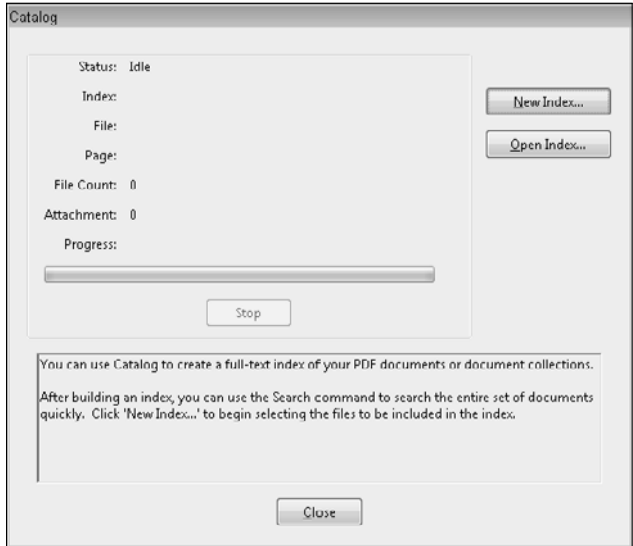 Catalog
Status: Idle
Index:
File:
Page:
File Count: 0
Attachment: 0
Progress:
New Index...
Open Index...
Stop
You can use Catalog to create a full-text index of your PDF documents or document collections.
After building an index, you can use the Search command to search the entire set of documents
quickly. Click 'New Index...' to begin selecting the files to be included in the index.
Close